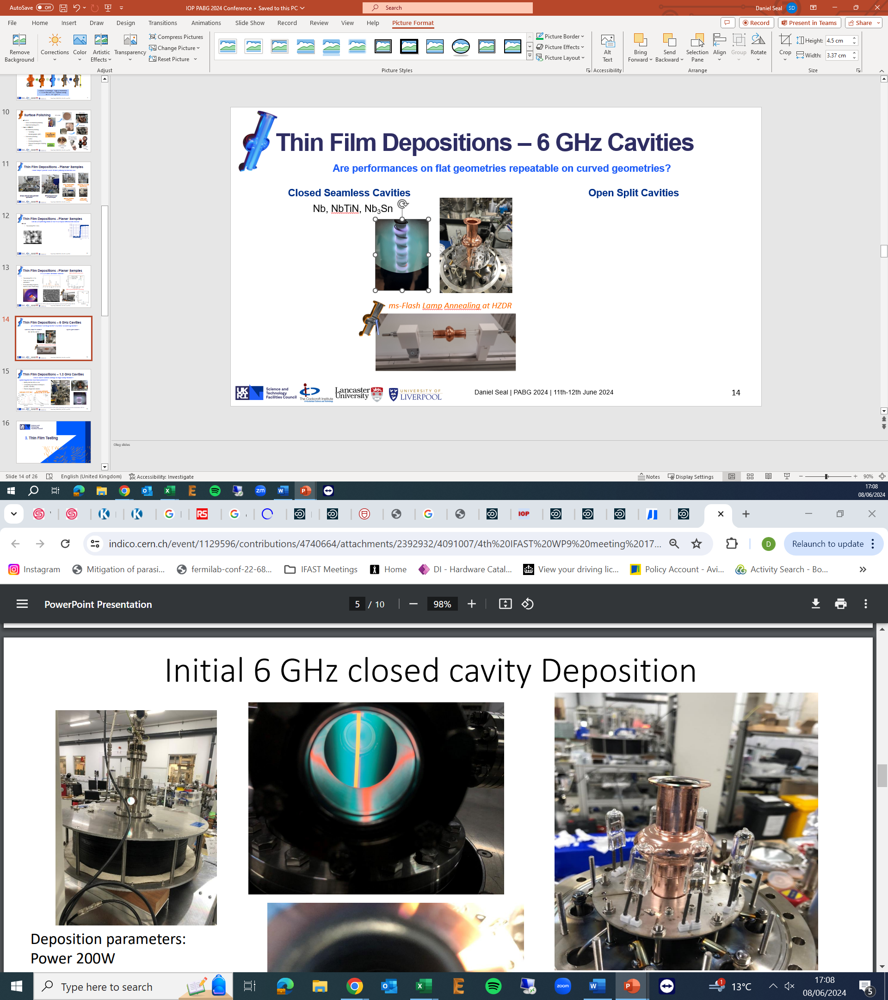 AutoSave Off
IOP PABG 2024 Conference • Saved to this PC
Search
Daniel Seal SD
File Home Insert Draw Design Transitions Animations Slide Show Record Review View Help Picture Format
Record Present in Teams Share
Remove Background
Corrections
Color
Artistic Effects
Transparency
Compress Pictures
Change Picture
Reset Picture
Adjust
Picture Styles
Picture Border
Picture Effects
Picture Layout
Alt Text
Accessibility
Bring Forward
Send Backward
Selection Pane
Align
Group
Rotate
Arrange
Crop
Height: 4.5 cm
Width: 3.37 cm
Size
10
Surface Polishing
11
Thin Film Depositions - Planar Samples
12
Thin Film Depositions - Planar Samples
13
Thin Film Depositions - Planar Samples
14
Thin Film Depositions – 6 GHz Cavities
15
Thin Film Depositions – 1.3 GHz Cavities
16
3. Thin Film Testing
Thin Film Depositions – 6 GHz Cavities
Are performances on flat geometries repeatable on curved geometries?
Closed Seamless Cavities
Open Split Cavities
Nb, NbTiN, Nb₃Sn
ms-Flash Lamp Annealing at HZDR
UKRI
Science and
Technology
Facilities Council
The Cockcroft Institute
of Accelerator Science and Technology
Lancaster
University
UNIVERSITY OF
LIVERPOOL
Daniel Seal | PABG 2024 | 11th-12th June 2024
14
Oleg slides
Slide 14 of 26
English (United Kingdom)
Accessibility: Investigate
Notes
Display Settings
90%
17:08
08/06/2024
indico.cern.ch/event/1129596/contributions/4740664/attachments/2392932/4091007/4th%20IFAST%20WP9%20meeting%2017...
D
Relaunch to update
Instagram
Mitigation of parasi...
fermilab-conf-22-68...
IFAST Meetings
Home
DI - Hardware Catal...
View your driving lic...
Policy Account - Avi...
Activity Search - Bo...
PowerPoint Presentation
5 / 10
98%
Initial 6 GHz closed cavity Deposition
Deposition parameters:
Power 200W
Type here to search
13°C
17:08
08/06/2024
5